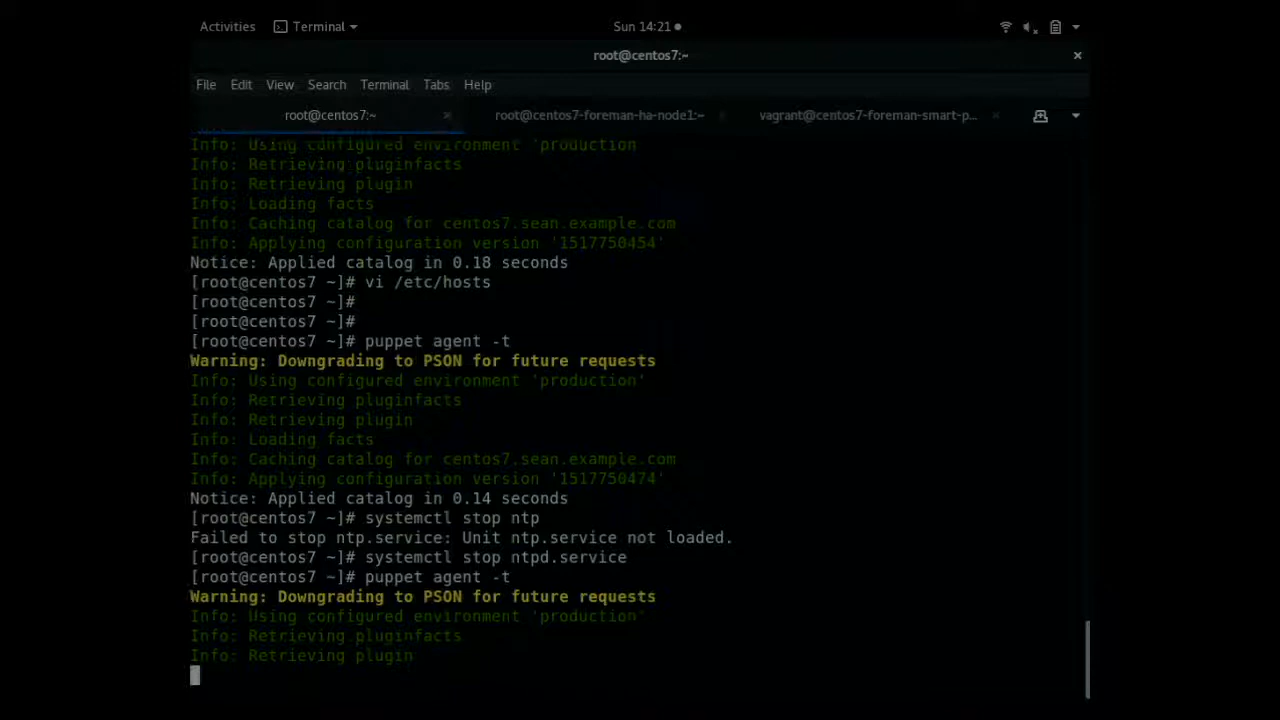 Activities Terminal Sun 14:21
root@centos7:~
File Edit View Search Terminal Tabs Help
root@centos7:~ root@centos7-foreman-ha-node1:~ vagrant@centos7-foreman-smart-p...
Info: Using configured environment 'production
Info: Retrieving pluginfacts
Info: Retrieving plugin
Info: Loading facts
Info: Caching catalog for centos7.sean.example.com
Info: Applying configuration version '1517750454'
Notice: Applied catalog in 0.18 seconds
[root@centos7 ~]# vi /etc/hosts
[root@centos7 ~]#
[root@centos7 ~]#
[root@centos7 ~]# puppet agent -t
Warning: Downgrading to PSON for future requests
Info: Using configured environment 'production'
Info: Retrieving pluginfacts
Info: Retrieving plugin
Info: Loading facts
Info: Caching catalog for centos7.sean.example.com
Info: Applying configuration version '1517750474'
Notice: Applied catalog in 0.14 seconds
[root@centos7 ~]# systemctl stop ntp
Failed to stop ntp.service: Unit ntp.service not loaded.
[root@centos7 ~]# systemctl stop ntpd.service
[root@centos7 ~]# puppet agent -t
Warning: Downgrading to PSON for future requests
Info: Using configured environment 'production'
Info: Retrieving pluginfacts
Info: Retrieving plugin